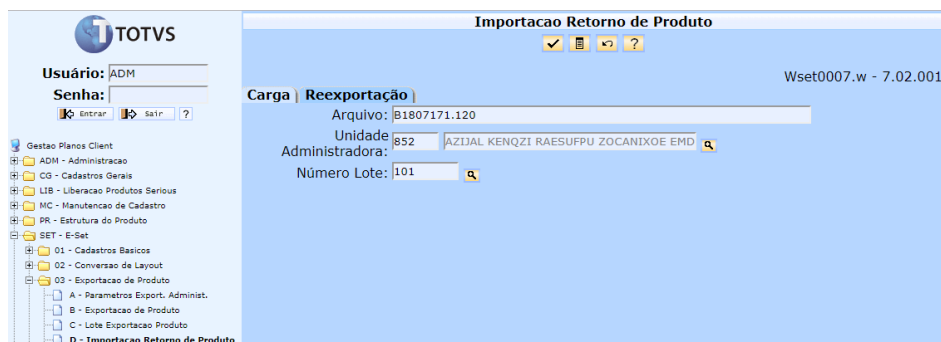 TOTVS
Usuário: ADM
Senha:
Entrar Sair ?
Gestao Planos Client
ADM - Administracao
CG - Cadastros Gerais
LIB - Liberacao Produtos Serious
MC - Manutencao de Cadastro
PR - Estrutura do Produto
SET - E-Set
01 - Cadastros Basicos
02 - Conversao de Layout
03 - Exportacao de Produto
A - Parametros Export. Administ.
B - Exportacao de Produto
C - Lote Exportacao Produto
D - Importacao Retorno de Produto
Importacao Retorno de Produto
?
Wset0007.w - 7.02.001
Carga Reexportação
Arquivo: B1807171.120
Unidade Administradora: 852 AZIJAL KENQZI RAESUFPU ZOCANIXOE EMD
Número Lote: 101